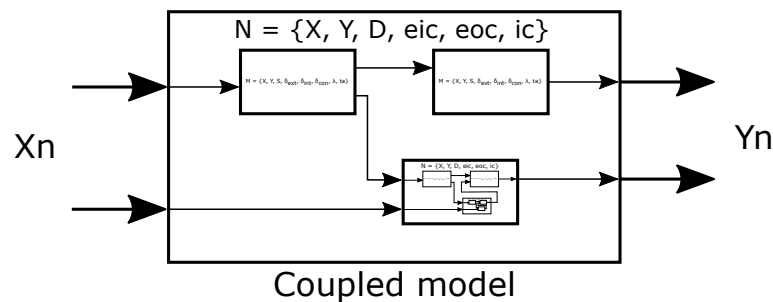 N = {X, Y, D, eic, eoc, ic}
M = {X, Y, S, δext, δint, δcon, λ, ta}
M = {X, Y, S, δext, δint, δcon, λ, ta}
Xn
Yn
N = {X, Y, D, eic, eoc, ic}
Coupled model